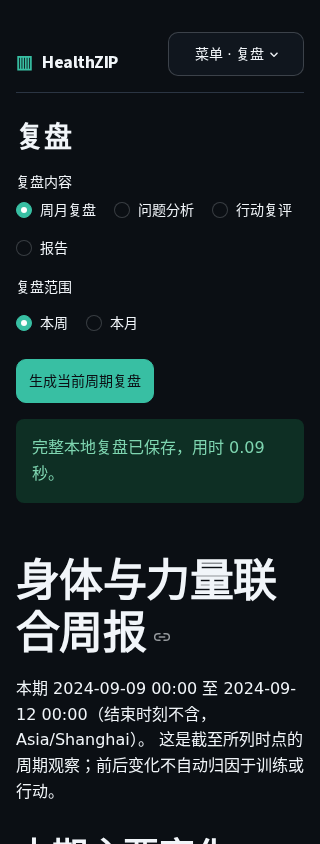 HealthZIP
菜单 · 复盘
复盘
复盘内容
周月复盘 问题分析 行动复评
报告
复盘范围
本周 本月
生成当前周期复盘
完整本地复盘已保存，用时 0.09
秒。
身体与力量联
合周报
本期 2024-09-09 00:00 至 2024-09-
12 00:00（结束时刻不含，
Asia/Shanghai）。 这是截至所列时点的
周期观察；前后变化不自动归因于训练或
行动。